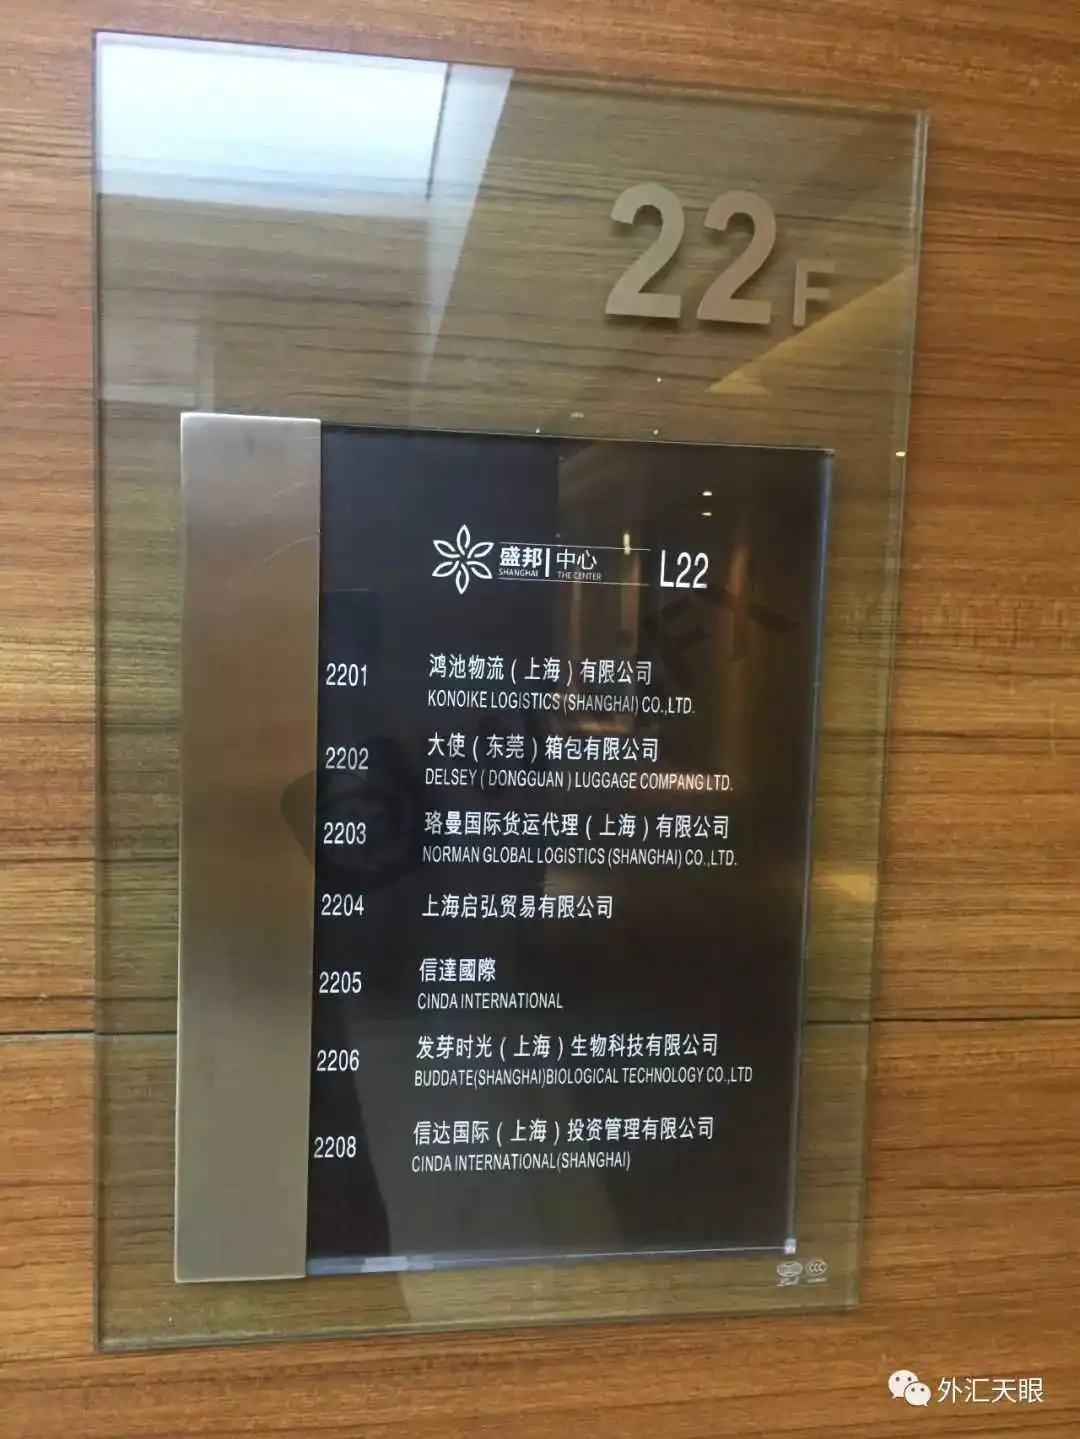 22F
盛邦 中心
SHANGHAI THE CENTER
L22
2201 鸿池物流（上海）有限公司
KONOIKE LOGISTICS (SHANGHAI) CO.,LTD.
2202 大使（东莞）箱包有限公司
DELSEY ( DONGGUAN ) LUGGAGE COMPANG LTD.
2203 珞曼国际货运代理（上海）有限公司
NORMAN GLOBAL LOGISTICS (SHANGHAI) CO.,LTD.
2204 上海启弘贸易有限公司
2205 信達國際
CINDA INTERNATIONAL
2206 发芽时光（上海）生物科技有限公司
BUDDATE(SHANGHAI)BIOLOGICAL TECHNOLOGY CO.,LTD
2208 信达国际（上海）投资管理有限公司
CINDA INTERNATIONAL(SHANGHAI)
CCC
外汇天眼